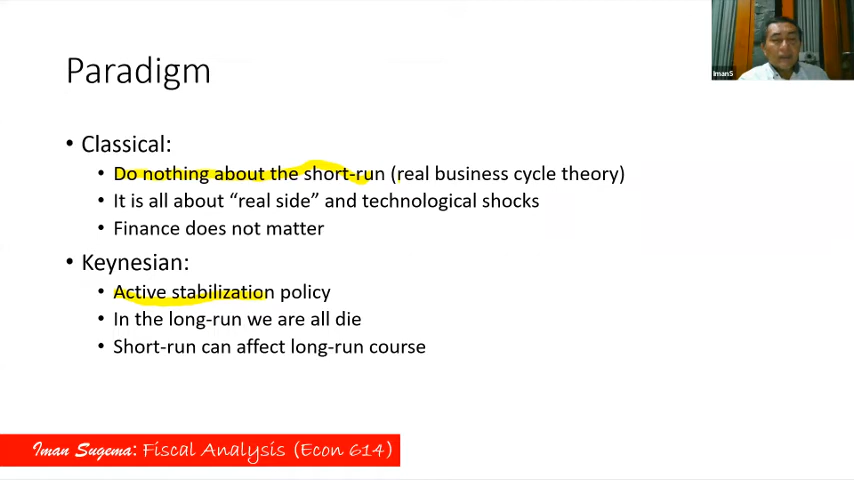 ImanS
Paradigm
• Classical:
• Do nothing about the short-run (real business cycle theory)
• It is all about “real side” and technological shocks
• Finance does not matter
• Keynesian:
• Active stabilization policy
• In the long-run we are all die
• Short-run can affect long-run course
Iman Sugema: Fiscal Analysis (Econ 614)